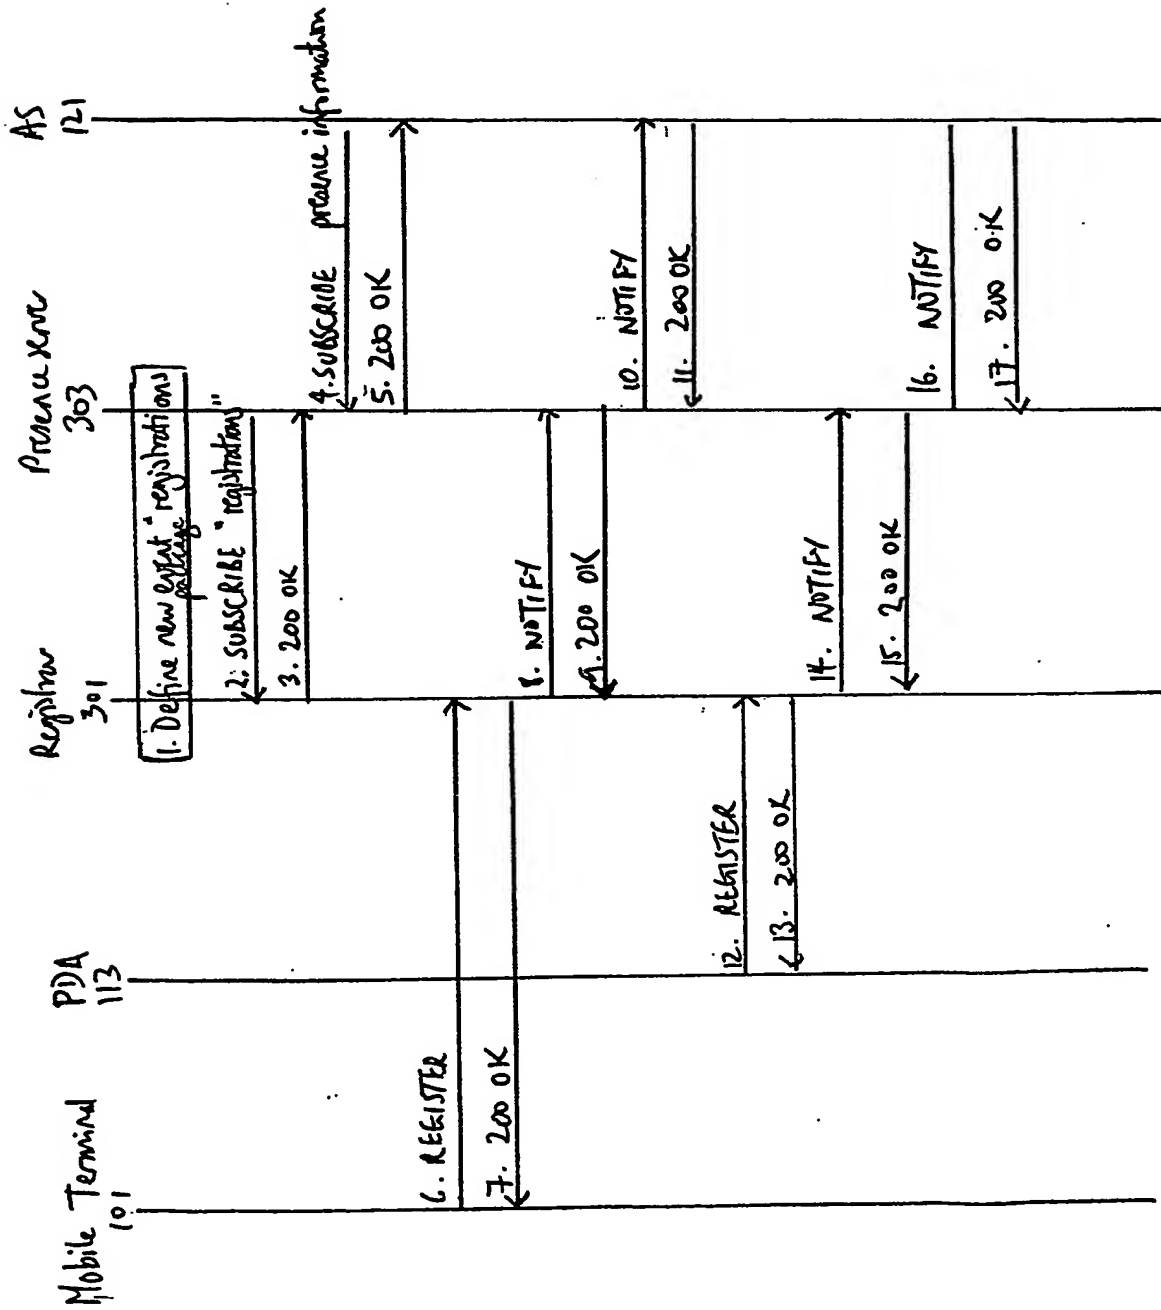 Mobile Terminal
101
PDA
113
Registrar
301
Presence server
303
AS
121
1. Define new event "registrations
package
2. SUBSCRIBE "registrations"
3. 200 OK
4. SUBSCRIBE presence information
5. 200 OK
6. REGISTER
7. 200 OK
8. NOTIFY
9. 200 OK
10. NOTIFY
11. 200 OK
12. REGISTER
13. 200 OK
14. NOTIFY
15. 200 OK
16. NOTIFY
17. 200 OK